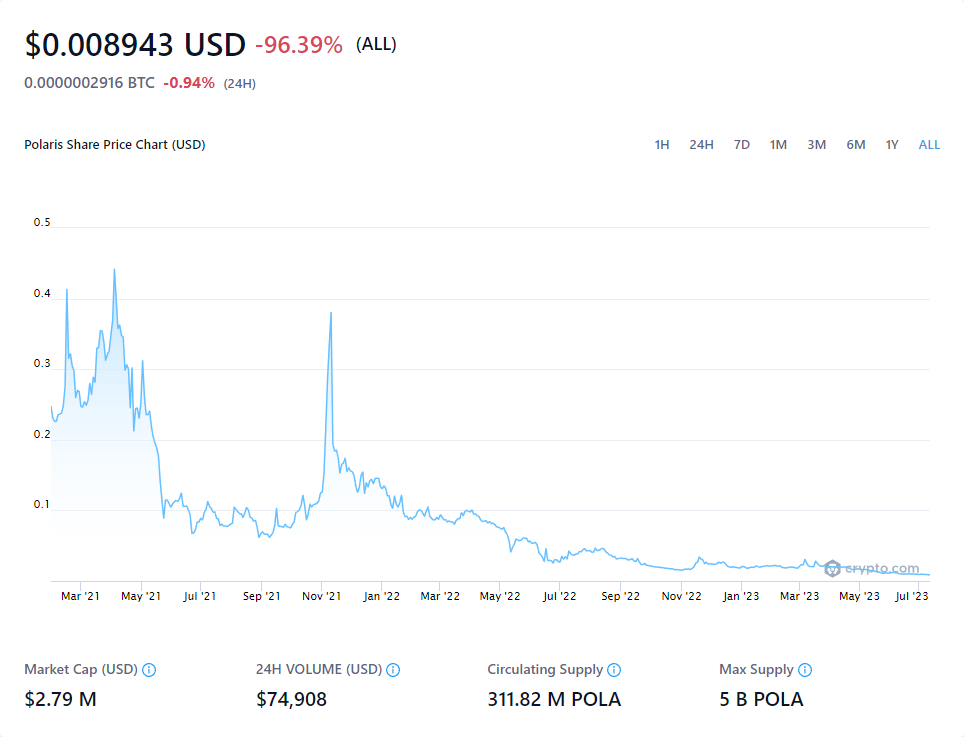 $0.008943 USD -96.39% (ALL)
0.0000002916 BTC -0.94% (24H)
Polaris Share Price Chart (USD) 1H 24H 7D 1M 3M 6M 1Y ALL
0.5
0.4
0.3
0.2
0.1
crypto.com
Mar '21 May '21 Jul '21 Sep '21 Nov '21 Jan '22 Mar '22 May '22 Jul '22 Sep '22 Nov '22 Jan '23 Mar '23 May '23 Jul '23
Market Cap (USD) 24H VOLUME (USD) Circulating Supply Max Supply
$2.79 M $74,908 311.82 M POLA 5 B POLA